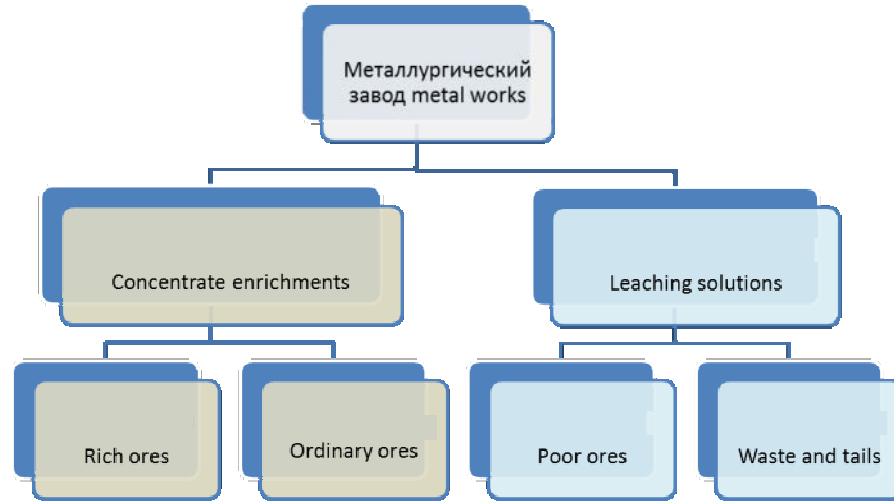 Металлургический
завод metal works
Concentrate enrichments
Leaching solutions
Rich ores
Ordinary ores
Poor ores
Waste and tails